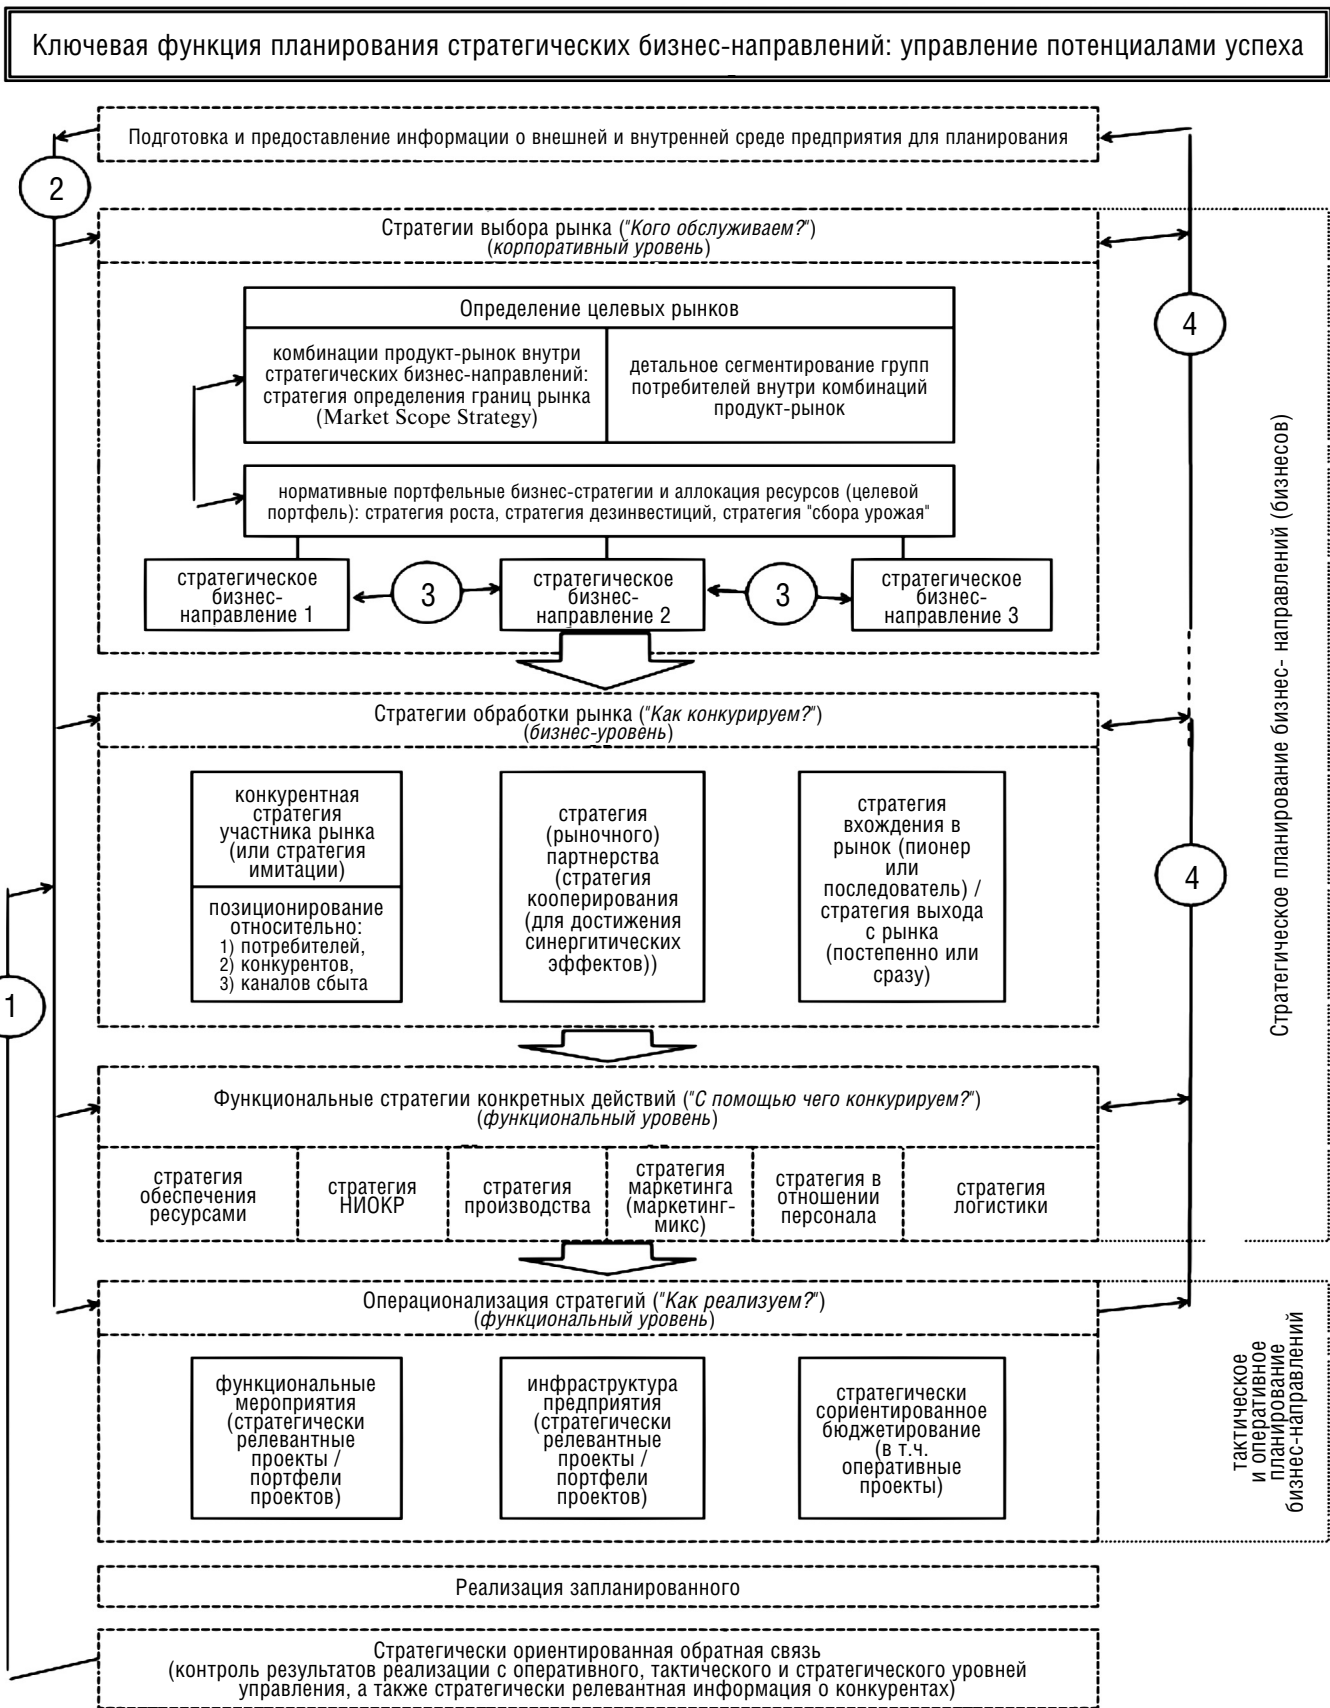 Ключевая функция планирования стратегических бизнес-направлений: управление потенциалами успеха
Подготовка и предоставление информации о внешней и внутренней среде предприятия для планирования
2
Стратегии выбора рынка ("Кого обслуживаем?")
(корпоративный уровень)
Определение целевых рынков
комбинации продукт-рынок внутри
стратегических бизнес-направлений:
стратегия определения границ рынка
(Market Scope Strategy)
детальное сегментирование групп
потребителей внутри комбинаций
продукт-рынок
4
нормативные портфельные бизнес-стратегии и аллокация ресурсов (целевой
портфель): стратегия роста, стратегия дезинвестиций, стратегия "сбора урожая"
стратегическое
бизнес-
направление 1
3
стратегическое
бизнес-
направление 2
3
стратегическое
бизнес-
направление 3
Стратегии обработки рынка ("Как конкурируем?")
(бизнес-уровень)
конкурентная
стратегия
участника рынка
(или стратегия
имитации)
позиционирование
относительно:
1) потребителей,
2) конкурентов,
3) каналов сбыта
стратегия
(рыночного)
партнерства
(стратегия
кооперирования
(для достижения
синергитических
эффектов))
стратегия
вхождения в
рынок (пионер
или
последователь) /
стратегия выхода
с рынка
(постепенно или
сразу)
4
1
Стратегическое планирование бизнес- направлений (бизнесов)
Функциональные стратегии конкретных действий ("С помощью чего конкурируем?")
(функциональный уровень)
стратегия
обеспечения
ресурсами
стратегия
НИОКР
стратегия
производства
стратегия
маркетинга
(маркетинг-
микс)
стратегия в
отношении
персонала
стратегия
логистики
Операционализация стратегий ("Как реализуем?")
(функциональный уровень)
функциональные
мероприятия
(стратегически
релевантные
проекты /
портфели
проектов)
инфраструктура
предприятия
(стратегически
релевантные
проекты /
портфели
проектов)
стратегически
сориентированное
бюджетирование
(в т.ч.
оперативные
проекты)
тактическое
и оперативное
планирование
бизнес-направлений
Реализация запланированного
Стратегически ориентированная обратная связь
(контроль результатов реализации с оперативного, тактического и стратегического уровней
управления, а также стратегически релевантная информация о конкурентах)